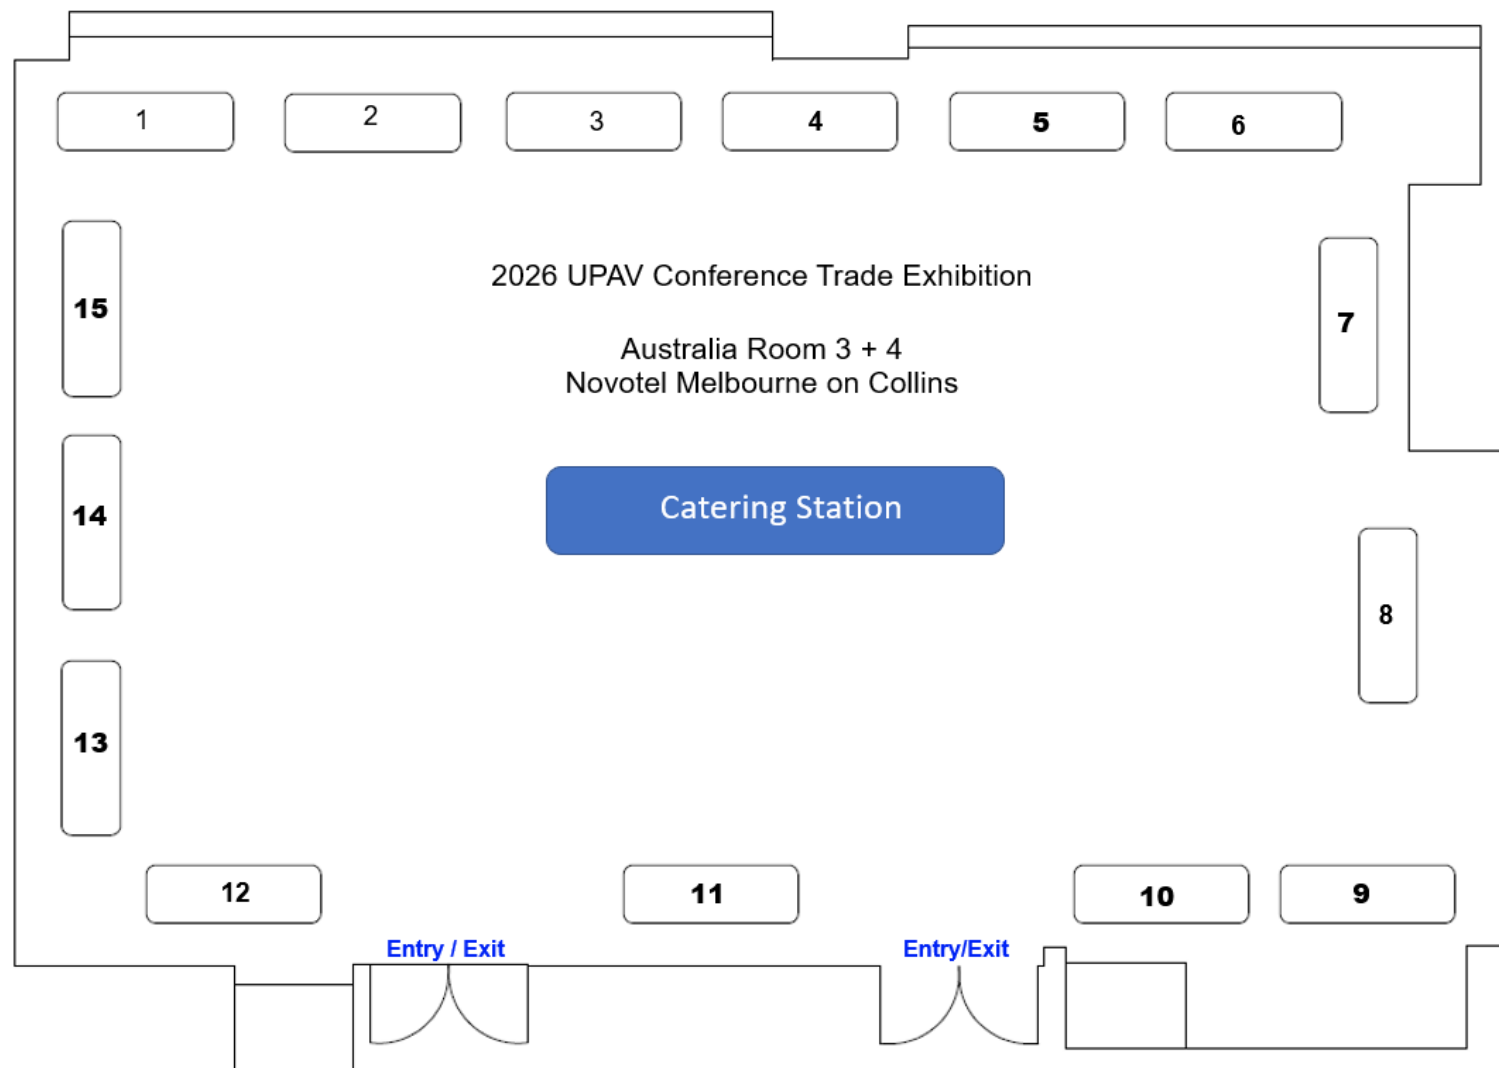 1
2
3
4
5
6
15
2026 UPAV Conference Trade Exhibition
7
Australia Room 3 + 4
Novotel Melbourne on Collins
14
Catering Station
8
13
12
11
10
9
Entry / Exit
Entry/Exit